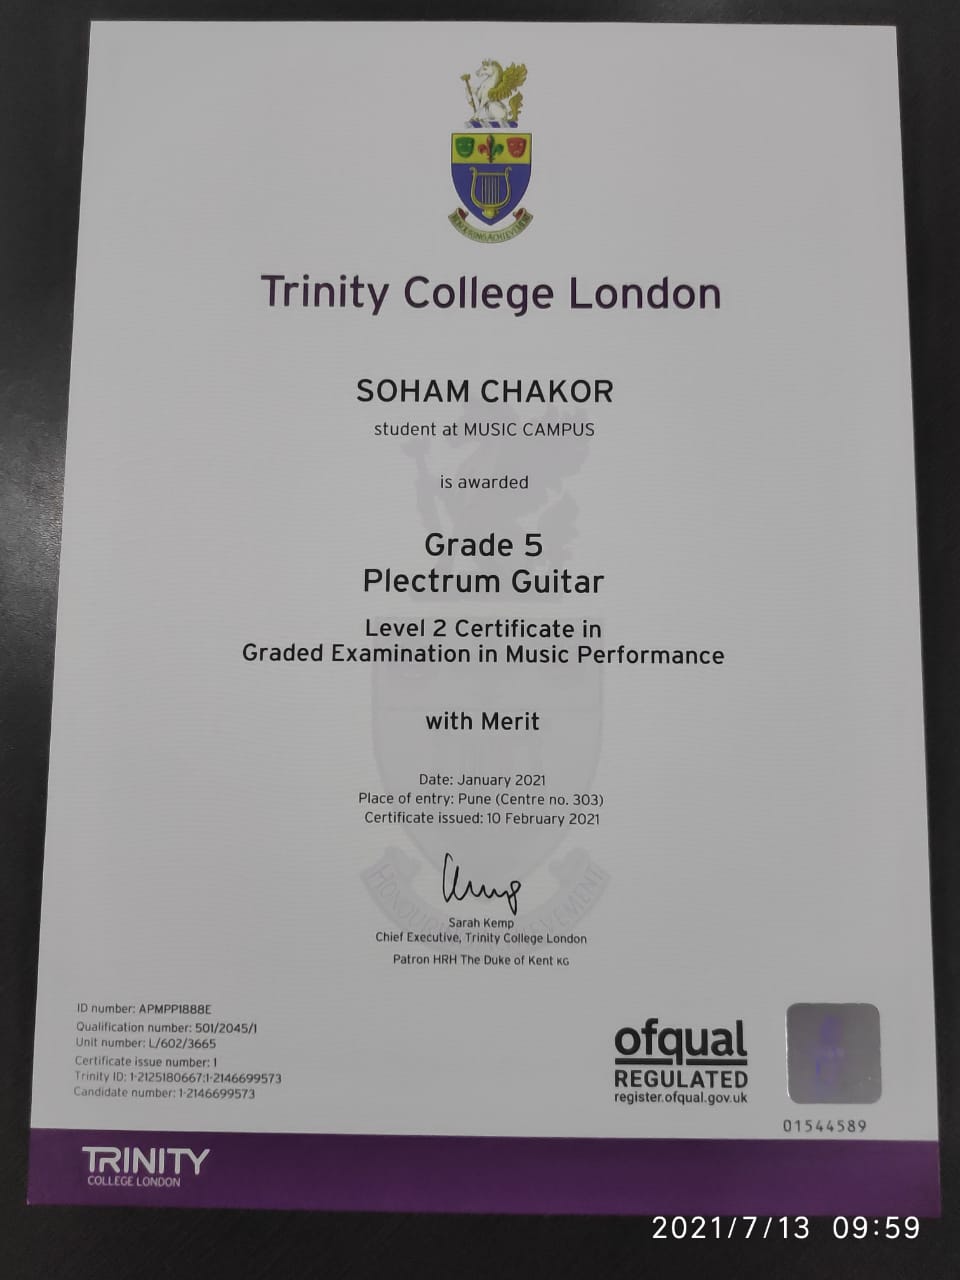 HONOURING ACHIEVEMENT
Trinity College London
SOHAM CHAKOR
student at MUSIC CAMPUS
is awarded
Grade 5
Plectrum Guitar
Level 2 Certificate in
Graded Examination in Music Performance
with Merit
Date: January 2021
Place of entry: Pune (Centre no. 303)
Certificate issued: 10 February 2021
HONOURING ACHIEVEMENT
Sarah Kemp
Chief Executive, Trinity College London
Patron HRH The Duke of Kent KG
ID number: APMPP1888E
Qualification number: 501/2045/1
Unit number: L/602/3665
Certificate issue number: 1
Trinity ID: 1-2125180667:1-2146699573
Candidate number: 1-2146699573
ofqual
REGULATED
register.ofqual.gov.uk
01544589
TRINITY
COLLEGE LONDON
2021/7/13 09:59